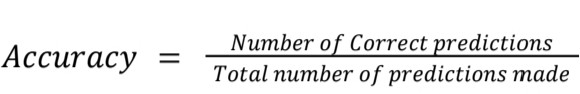 Accuracy = Number of Correct predictions
Total number of predictions made